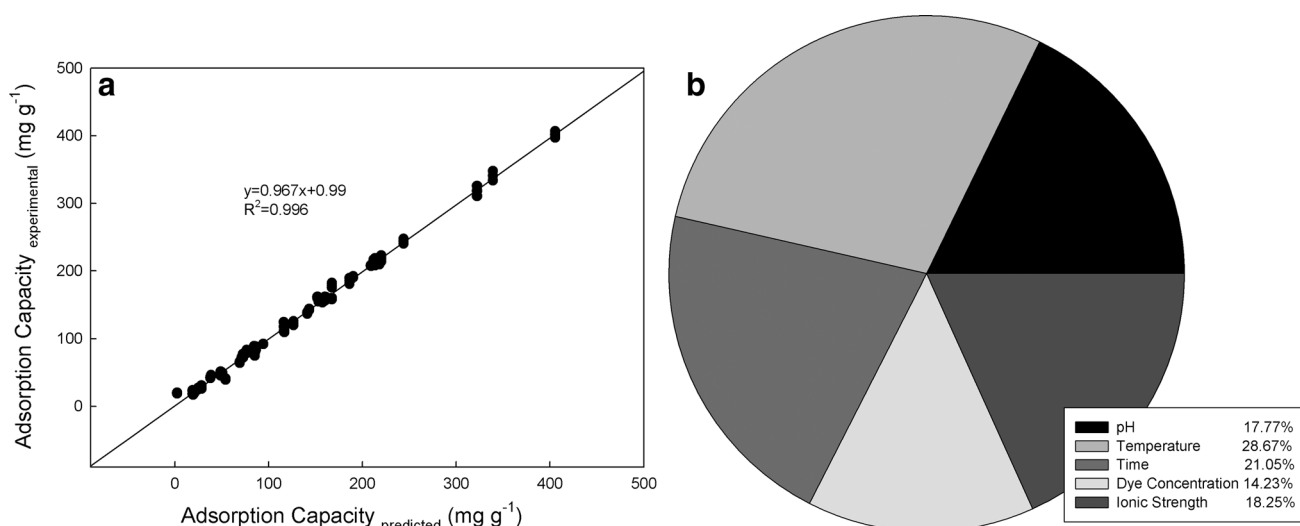 a
500
400
300
200
100
0
Adsorption Capacity experimental (mg g-1)
y=0.967x+0.99
R2=0.996
0 100 200 300 400 500
Adsorption Capacity predicted (mg g-1)
b
pH 17.77%
Temperature 28.67%
Time 21.05%
Dye Concentration 14.23%
Ionic Strength 18.25%